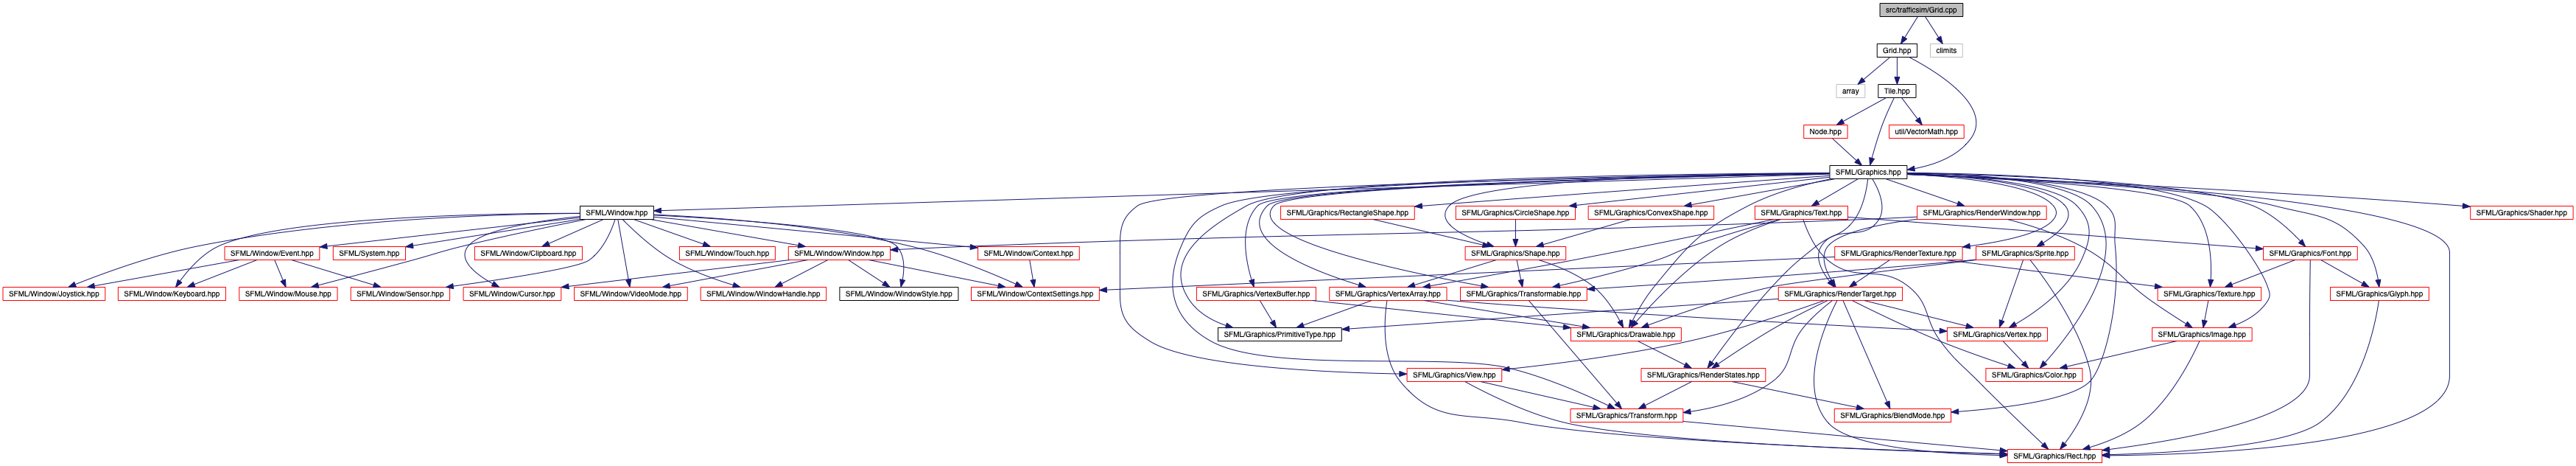 src/trafficsim/Grid.cpp
Grid.hpp
climits
array
Tile.hpp
Node.hpp
util/VectorMath.hpp
SFML/Graphics.hpp
SFML/Window.hpp
SFML/Graphics/RectangleShape.hpp
SFML/Graphics/CircleShape.hpp
SFML/Graphics/ConvexShape.hpp
SFML/Graphics/Text.hpp
SFML/Graphics/RenderWindow.hpp
SFML/Graphics/Shader.hpp
SFML/Window/Event.hpp
SFML/System.hpp
SFML/Window/Clipboard.hpp
SFML/Window/Touch.hpp
SFML/Window/Window.hpp
SFML/Window/Context.hpp
SFML/Graphics/Shape.hpp
SFML/Graphics/RenderTexture.hpp
SFML/Graphics/Sprite.hpp
SFML/Graphics/Font.hpp
SFML/Window/Joystick.hpp
SFML/Window/Keyboard.hpp
SFML/Window/Mouse.hpp
SFML/Window/Sensor.hpp
SFML/Window/Cursor.hpp
SFML/Window/VideoMode.hpp
SFML/Window/WindowHandle.hpp
SFML/Window/WindowStyle.hpp
SFML/Window/ContextSettings.hpp
SFML/Graphics/VertexBuffer.hpp
SFML/Graphics/VertexArray.hpp
SFML/Graphics/Transformable.hpp
SFML/Graphics/RenderTarget.hpp
SFML/Graphics/Texture.hpp
SFML/Graphics/Glyph.hpp
SFML/Graphics/PrimitiveType.hpp
SFML/Graphics/Drawable.hpp
SFML/Graphics/Vertex.hpp
SFML/Graphics/Image.hpp
SFML/Graphics/View.hpp
SFML/Graphics/RenderStates.hpp
SFML/Graphics/Color.hpp
SFML/Graphics/Transform.hpp
SFML/Graphics/BlendMode.hpp
SFML/Graphics/Rect.hpp